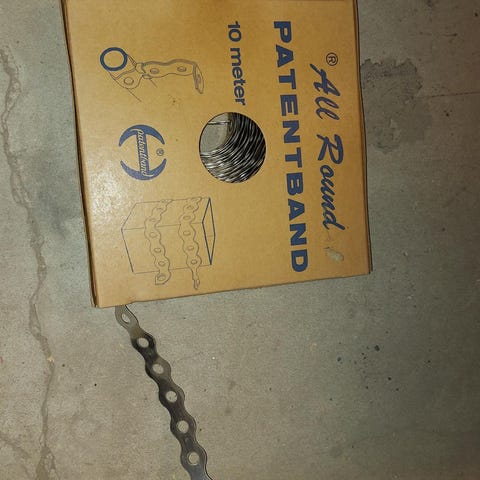 ® All Round
PATENTBAND
10 meter
patentband ®